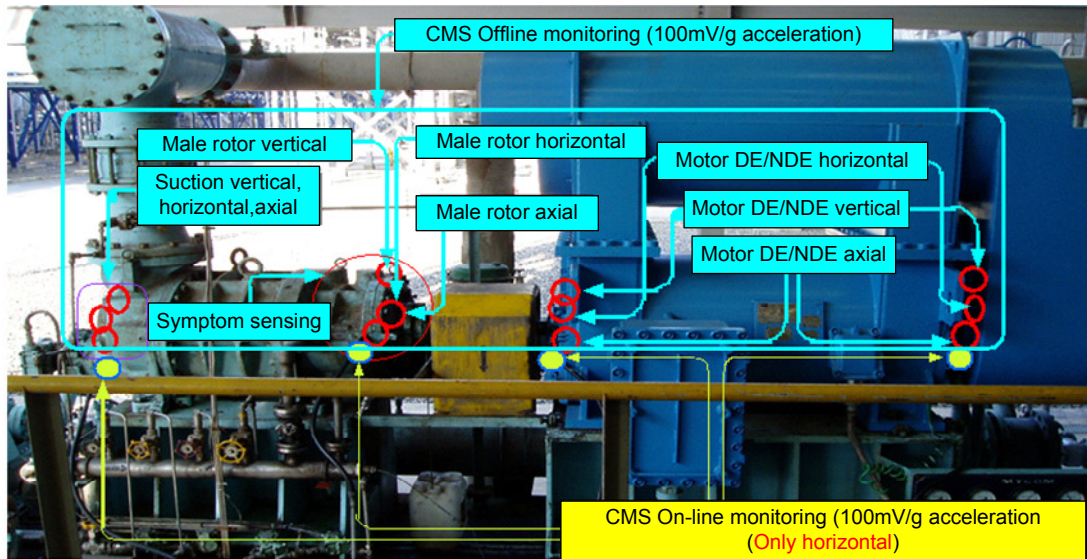 CMS Offline monitoring (100mV/g acceleration)
Male rotor vertical
Male rotor horizontal
Motor DE/NDE horizontal
Suction vertical,
horizontal,axial
Male rotor axial
Motor DE/NDE vertical
Motor DE/NDE axial
Symptom sensing
MYCOM
CMS On-line monitoring (100mV/g acceleration
(Only horizontal)